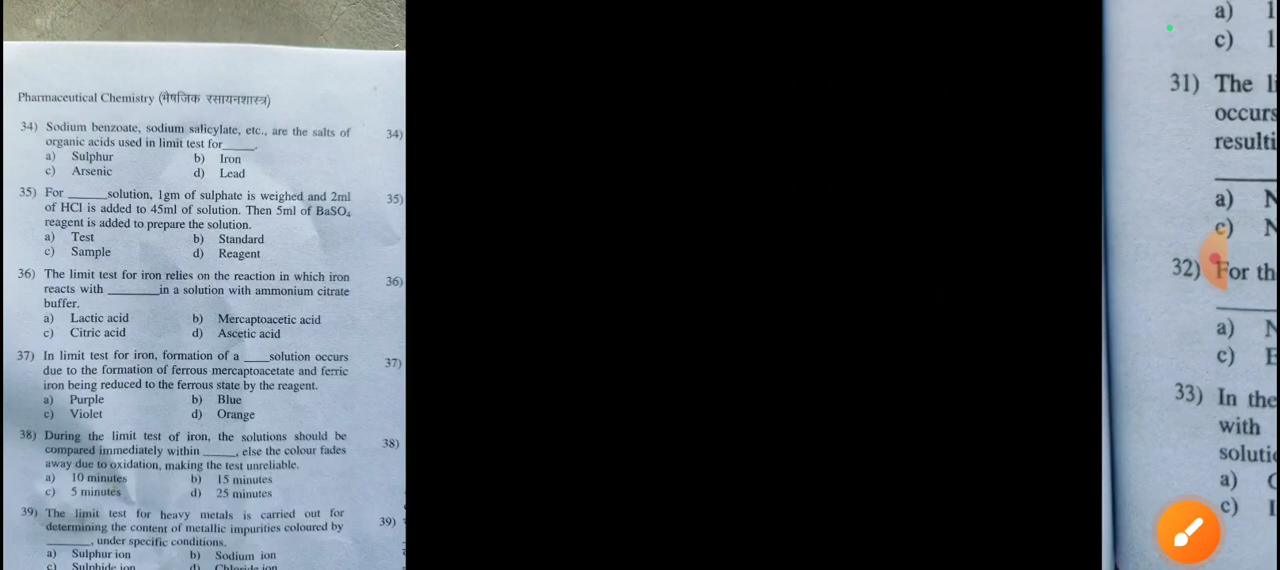 Pharmaceutical Chemistry (भैषजिक रसायनशास्त्र)
34) Sodium benzoate, sodium salicylate, etc., are the salts of
organic acids used in limit test for_____.
a) Sulphur b) Iron
c) Arsenic d) Lead
35) For ______solution, 1gm of sulphate is weighed and 2ml
of HCl is added to 45ml of solution. Then 5ml of BaSO₄
reagent is added to prepare the solution.
a) Test b) Standard
c) Sample d) Reagent
36) The limit test for iron relies on the reaction in which iron
reacts with ________in a solution with ammonium citrate
buffer.
a) Lactic acid b) Mercaptoacetic acid
c) Citric acid d) Ascetic acid
37) In limit test for iron, formation of a ____solution occurs
due to the formation of ferrous mercaptoacetate and ferric
iron being reduced to the ferrous state by the reagent.
a) Purple b) Blue
c) Violet d) Orange
38) During the limit test of iron, the solutions should be
compared immediately within _____, else the colour fades
away due to oxidation, making the test unreliable.
a) 10 minutes b) 15 minutes
c) 5 minutes d) 25 minutes
39) The limit test for heavy metals is carried out for
determining the content of metallic impurities coloured by
______, under specific conditions.
a) Sulphur ion b) Sodium ion
c) Sulphide ion d) Chloride ion
34)
35)
36)
37)
38)
39)
a) 1
c) 1
31) The li
occurs
resulti
a) N
c) N
32) For th
a) N
c) E
33) In the
with
soluti
a)
c)